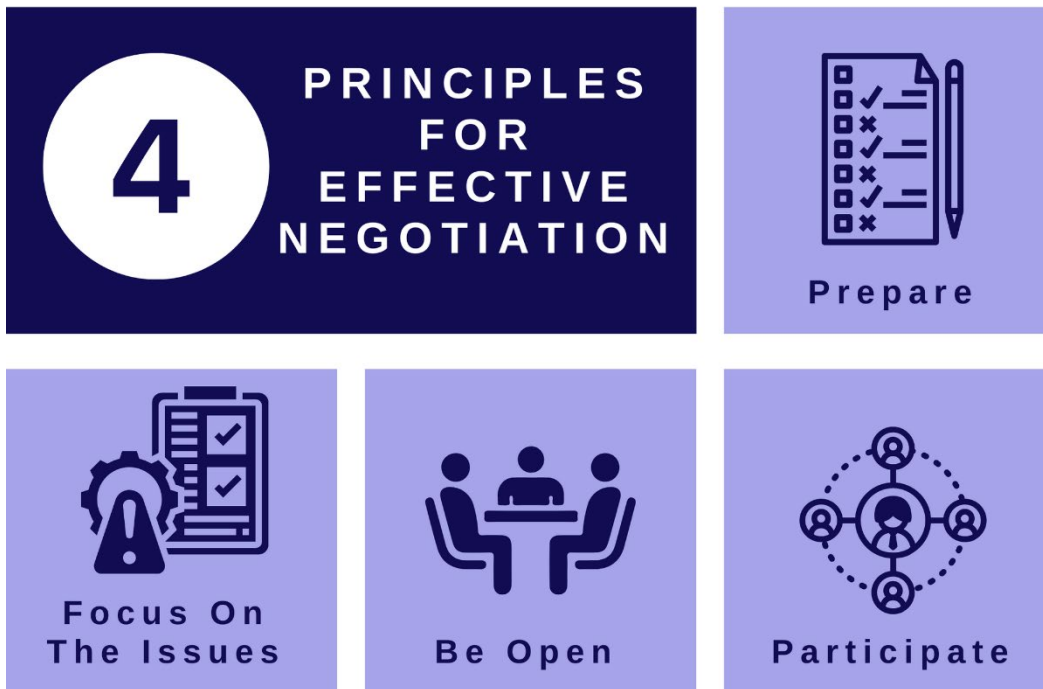 4
PRINCIPLES
FOR
EFFECTIVE
NEGOTIATION
Prepare
Focus On
The Issues
Be Open
Participate